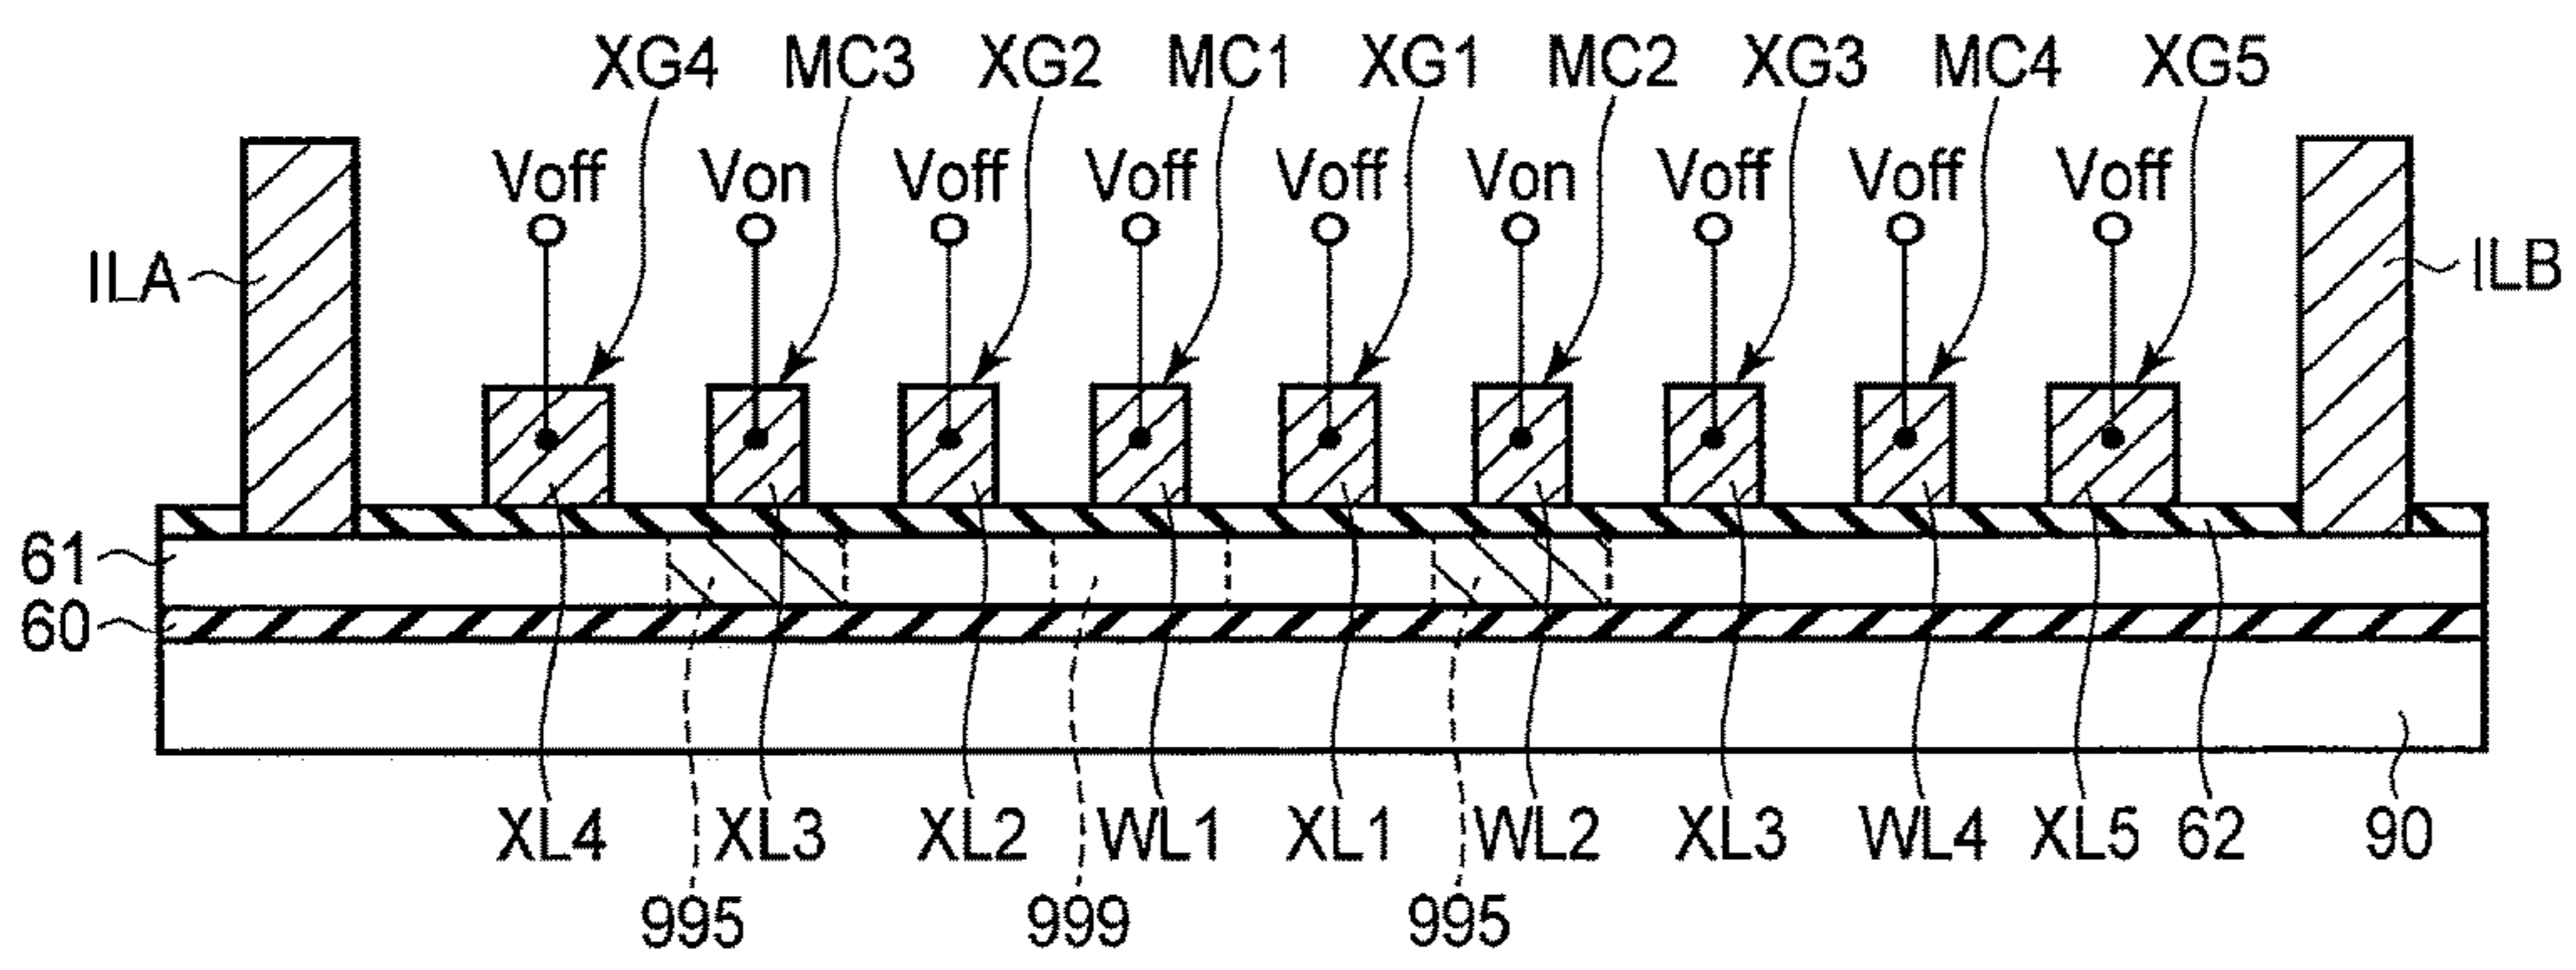 XG4 MC3 XG2 MC1 XG1 MC2 XG3 MC4 XG5
Voff Von Voff Voff Voff Von Voff Voff Voff
ILA ILB
61
60
XL4 XL3 XL2 WL1 XL1 WL2 XL3 WL4 XL5 62 90
995 999 995